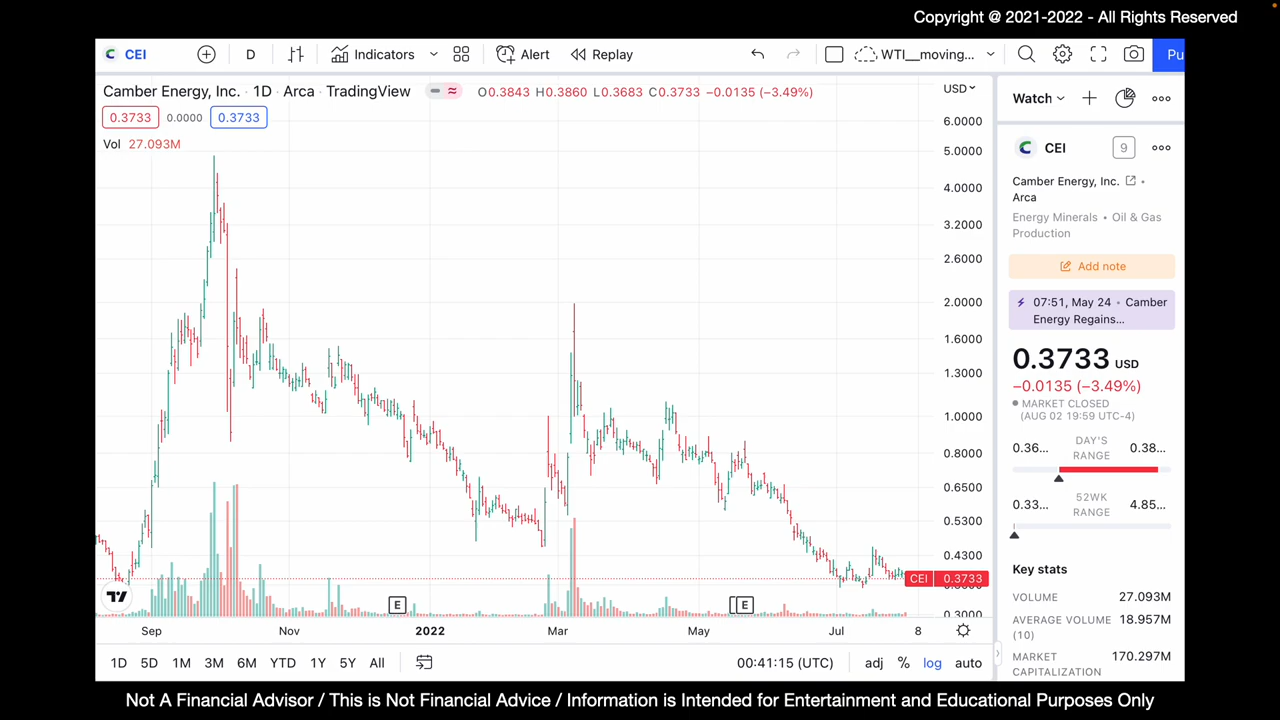 Copyright @ 2021-2022 - All Rights Reserved
CEI
D
Indicators
Alert
Replay
WTI__moving...
Pu
Camber Energy, Inc. · 1D · Arca · TradingView
O0.3843 H0.3860 L0.3683 C0.3733 −0.0135 (−3.49%)
0.3733
0.0000
0.3733
Vol 27.093M
USD
6.0000
5.0000
4.0000
3.2000
2.6000
2.0000
1.6000
1.3000
1.0000
0.8000
0.6500
0.5300
0.4300
CEI 0.3733
0.3000
E
E
Sep
Nov
2022
Mar
May
Jul
8
1D
5D
1M
3M
6M
YTD
1Y
5Y
All
00:41:15 (UTC)
adj
%
log
auto
Watch
CEI
9
Camber Energy, Inc. •
Arca
Energy Minerals • Oil & Gas
Production
Add note
07:51, May 24 • Camber
Energy Regains...
0.3733 USD
−0.0135 (−3.49%)
MARKET CLOSED
(AUG 02 19:59 UTC-4)
0.36...
DAY'S
RANGE
0.38...
0.33...
52WK
RANGE
4.85...
Key stats
VOLUME 27.093M
AVERAGE VOLUME 18.957M
(10)
MARKET 170.297M
CAPITALIZATION
Not A Financial Advisor / This is Not Financial Advice / Information is Intended for Entertainment and Educational Purposes Only